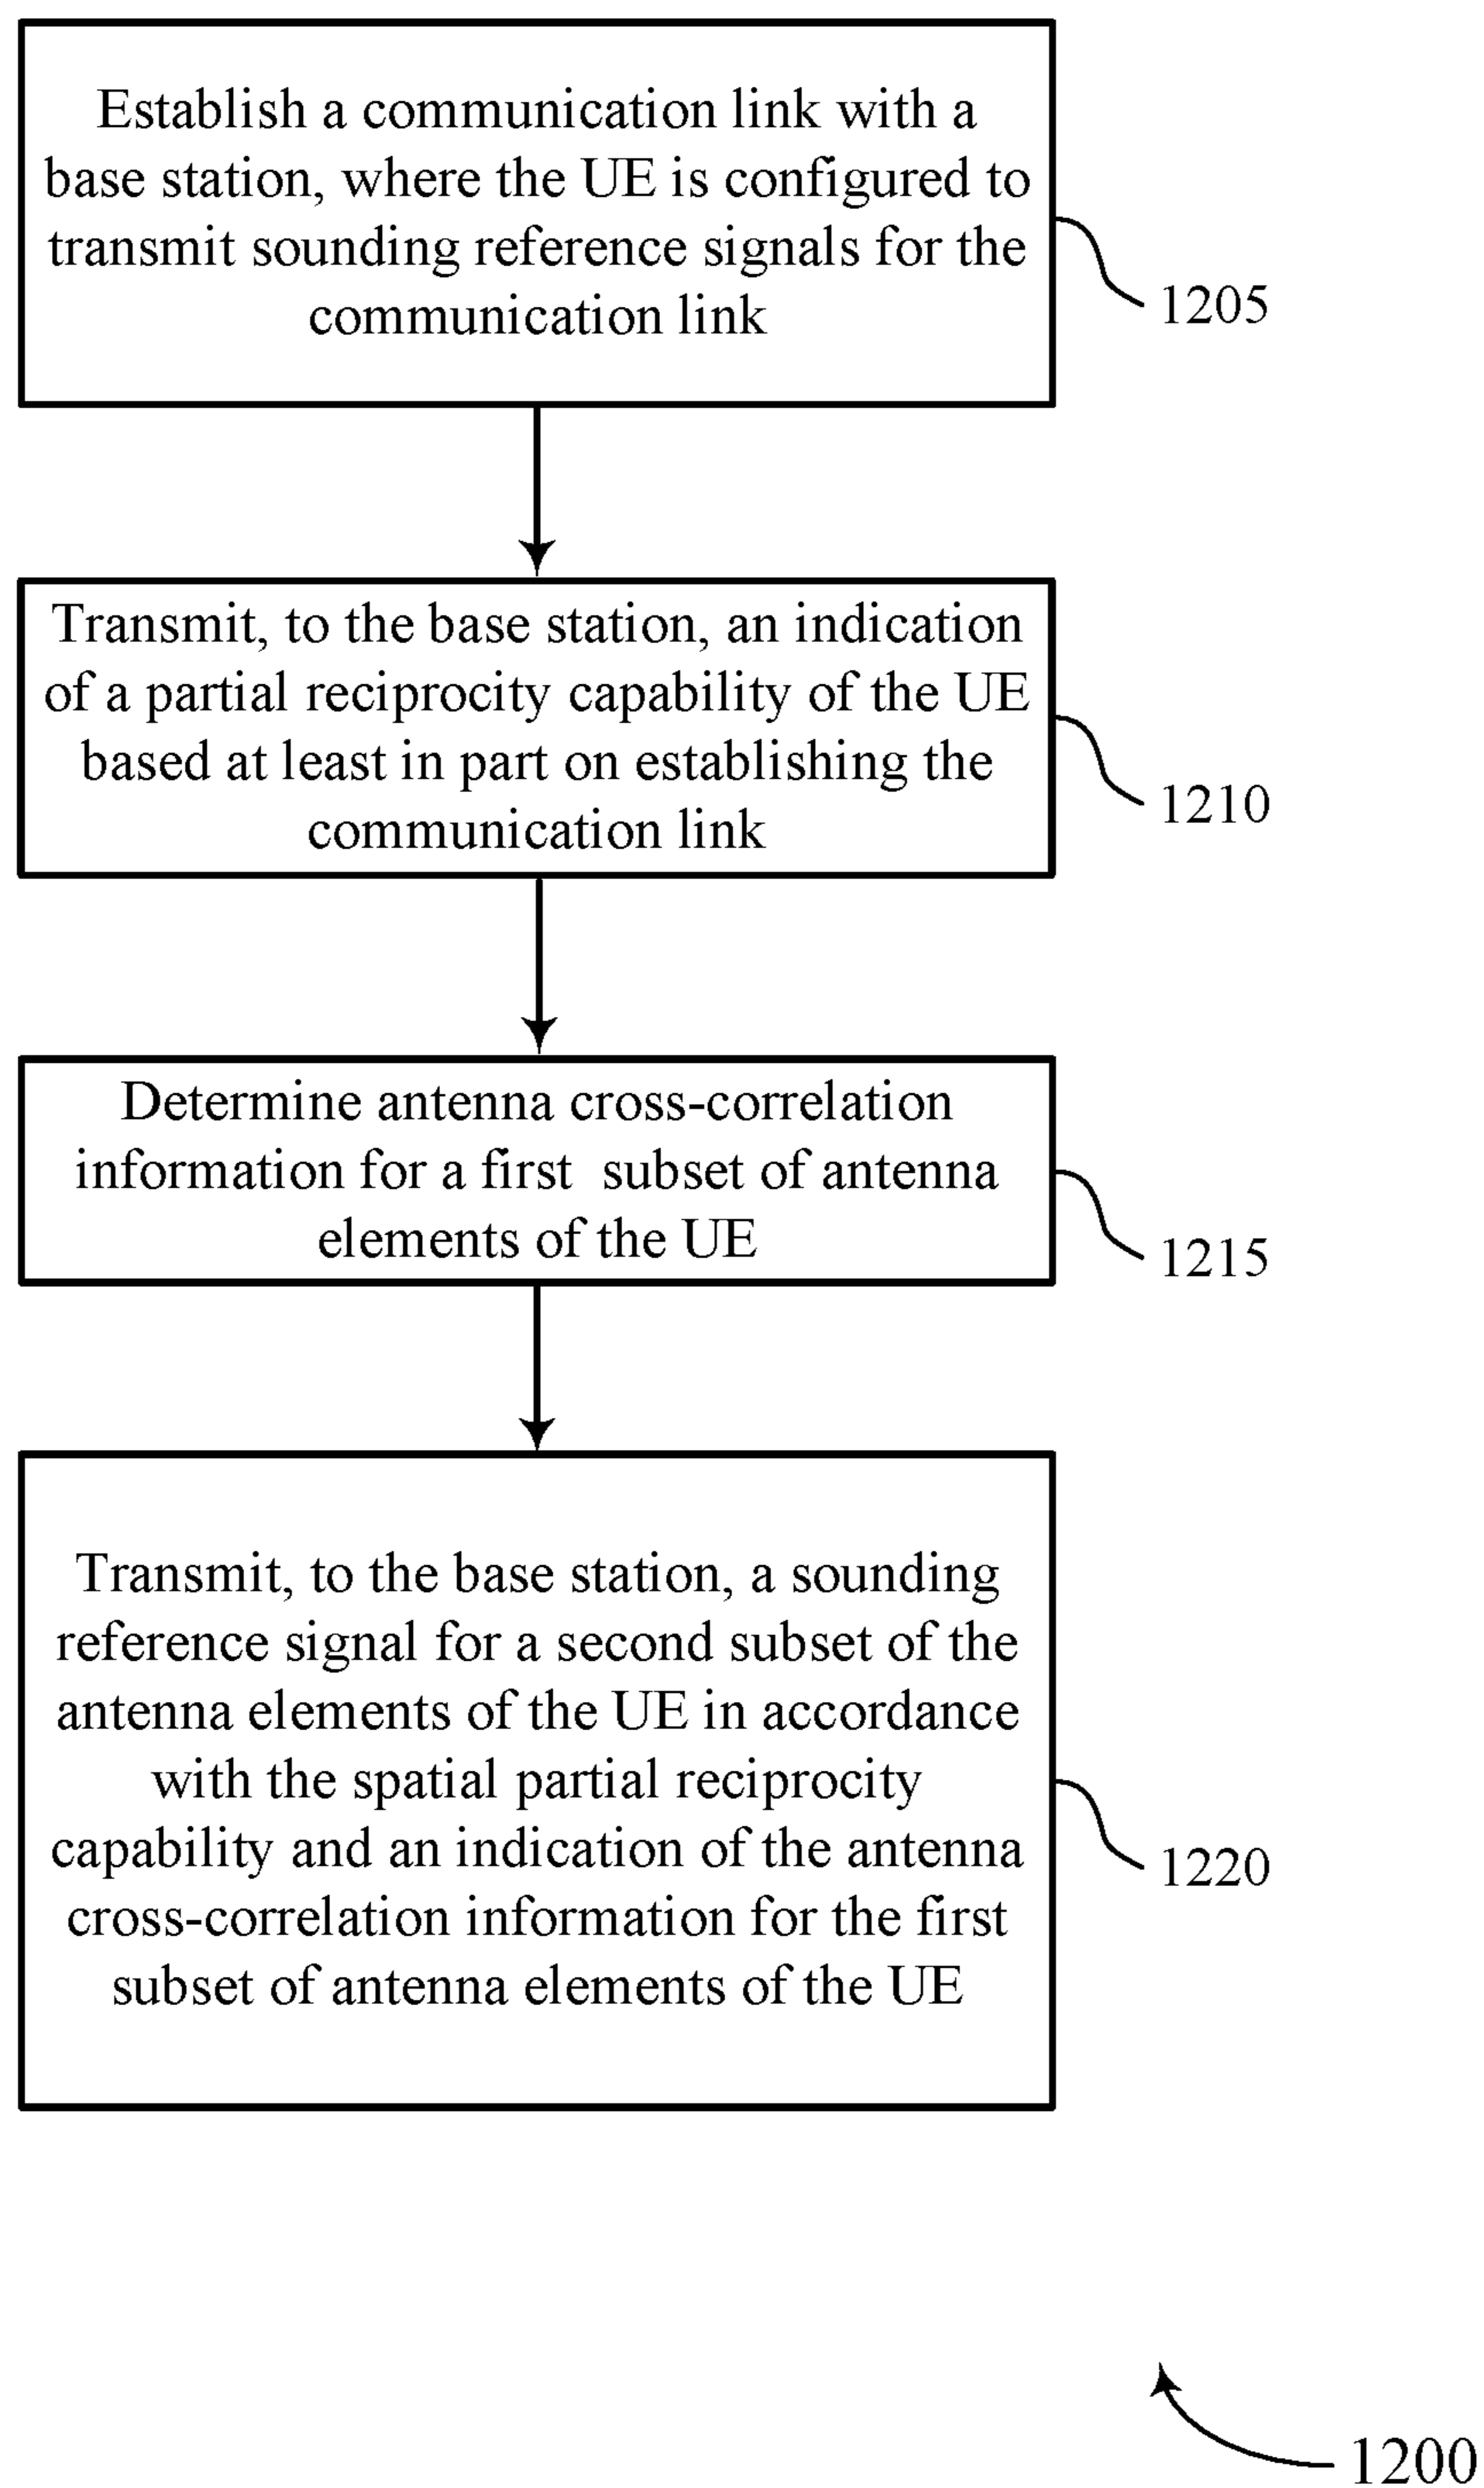 Establish a communication link with a
base station, where the UE is configured to
transmit sounding reference signals for the
communication link
1205
Transmit, to the base station, an indication
of a partial reciprocity capability of the UE
based at least in part on establishing the
communication link
1210
Determine antenna cross-correlation
information for a first subset of antenna
elements of the UE
1215
Transmit, to the base station, a sounding
reference signal for a second subset of the
antenna elements of the UE in accordance
with the spatial partial reciprocity
capability and an indication of the antenna
cross-correlation information for the first
subset of antenna elements of the UE
1220
1200